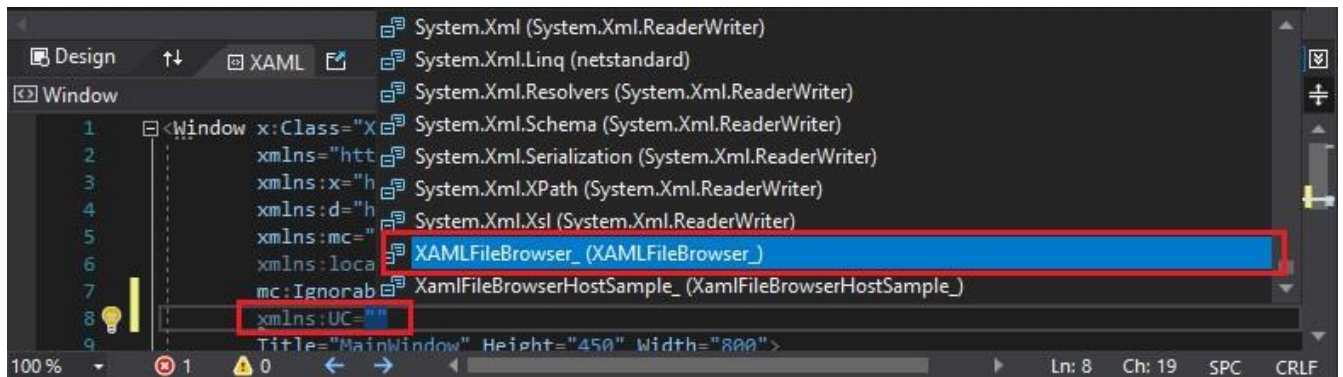 System.Xml (System.Xml.ReaderWriter)
Design XAML System.Xml.Linq (netstandard)
Window System.Xml.Resolvers (System.Xml.ReaderWriter)
1 <Window x:Class="X System.Xml.Schema (System.Xml.ReaderWriter)
2 xmlns="htt System.Xml.Serialization (System.Xml.ReaderWriter)
3 xmlns:x="h System.Xml.XPath (System.Xml.ReaderWriter)
4 xmlns:d="h System.Xml.Xsl (System.Xml.ReaderWriter)
5 xmlns:mc="
6 xmlns:loca XAMLFileBrowser_ (XAMLFileBrowser_)
7 mc:Ignorab XamlFileBrowserHostSample_ (XamlFileBrowserHostSample_)
8 xmlns:UC=""
9 Title="MainWindow" Height="450" Width="800">
100 % 1 0 Ln: 8 Ch: 19 SPC CRLF